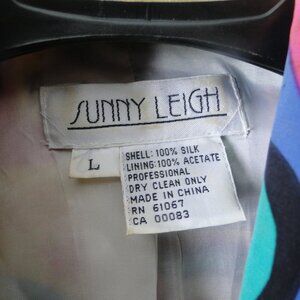 SUNNY LEIGH
L
SHELL: 100% SILK
LINING: 100% ACETATE
PROFESSIONAL
DRY CLEAN ONLY
MADE IN CHINA
RN 61067
CA 00083